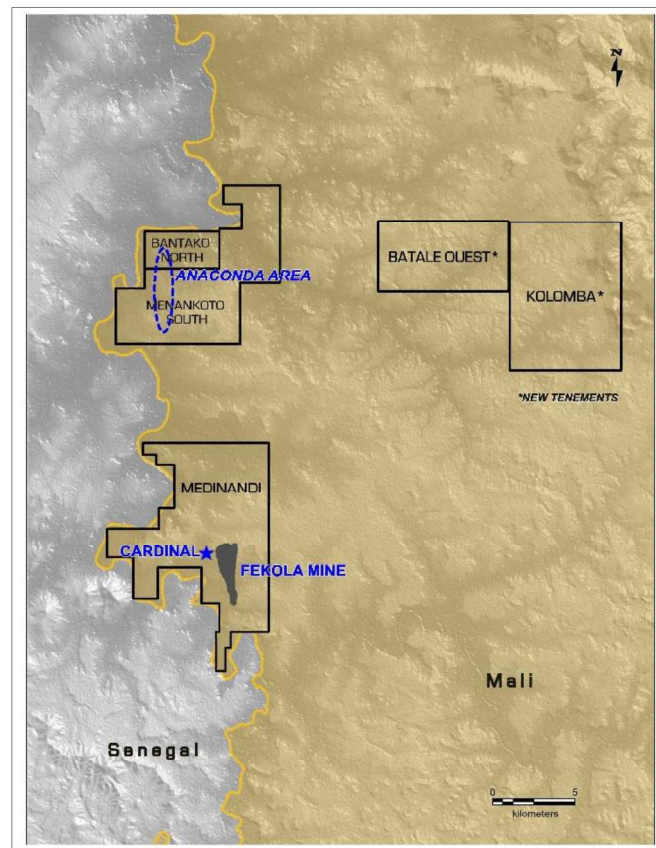 N
BANTAKO
NORTH
ANACONDA AREA
MENANKOTO
SOUTH
BATALE OUEST*
KOLOMBA*
*NEW TENEMENTS
MEDINANDI
CARDINAL
FEKOLA MINE
Mali
Senegal
0 5
kilometers